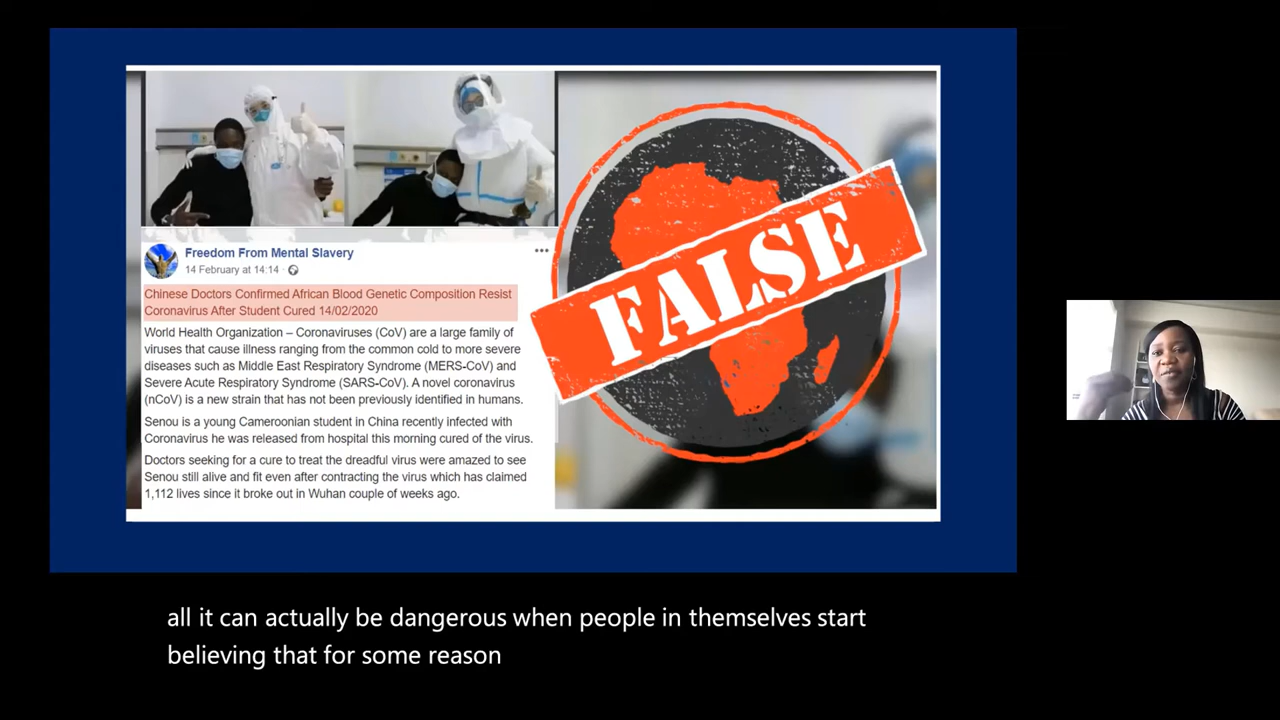 Freedom From Mental Slavery
14 February at 14:14 ·
Chinese Doctors Confirmed African Blood Genetic Composition Resist
Coronavirus After Student Cured 14/02/2020
World Health Organization – Coronaviruses (CoV) are a large family of
viruses that cause illness ranging from the common cold to more severe
diseases such as Middle East Respiratory Syndrome (MERS-CoV) and
Severe Acute Respiratory Syndrome (SARS-CoV). A novel coronavirus
(nCoV) is a new strain that has not been previously identified in humans.
Senou is a young Cameroonian student in China recently infected with
Coronavirus he was released from hospital this morning cured of the virus.
Doctors seeking for a cure to treat the dreadful virus were amazed to see
Senou still alive and fit even after contracting the virus which has claimed
1,112 lives since it broke out in Wuhan couple of weeks ago.
FALSE
all it can actually be dangerous when people in themselves start
believing that for some reason